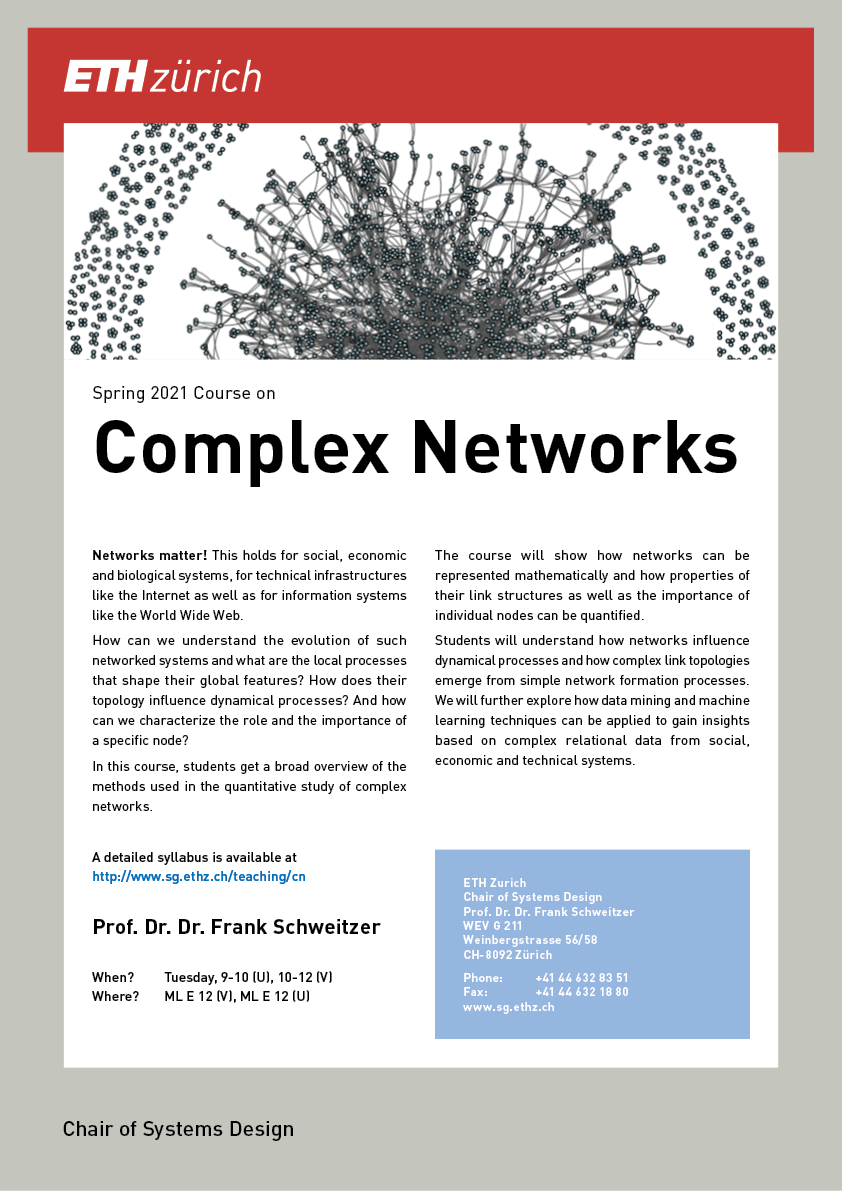 ETH zürich
Spring 2021 Course on
Complex Networks
Networks matter! This holds for social, economic
and biological systems, for technical infrastructures
like the Internet as well as for information systems
like the World Wide Web.
How can we understand the evolution of such
networked systems and what are the local processes
that shape their global features? How does their
topology influence dynamical processes? And how
can we characterize the role and the importance of
a specific node?
In this course, students get a broad overview of the
methods used in the quantitative study of complex
networks.
The course will show how networks can be
represented mathematically and how properties of
their link structures as well as the importance of
individual nodes can be quantified.
Students will understand how networks influence
dynamical processes and how complex link topologies
emerge from simple network formation processes.
We will further explore how data mining and machine
learning techniques can be applied to gain insights
based on complex relational data from social,
economic and technical systems.
A detailed syllabus is available at
http://www.sg.ethz.ch/teaching/cn
Prof. Dr. Dr. Frank Schweitzer
When? Tuesday, 9-10 (U), 10-12 (V)
Where? ML E 12 (V), ML E 12 (U)
ETH Zurich
Chair of Systems Design
Prof. Dr. Dr. Frank Schweitzer
WEV G 211
Weinbergstrasse 56/58
CH-8092 Zürich
Phone: +41 44 632 83 51
Fax: +41 44 632 18 80
www.sg.ethz.ch
Chair of Systems Design